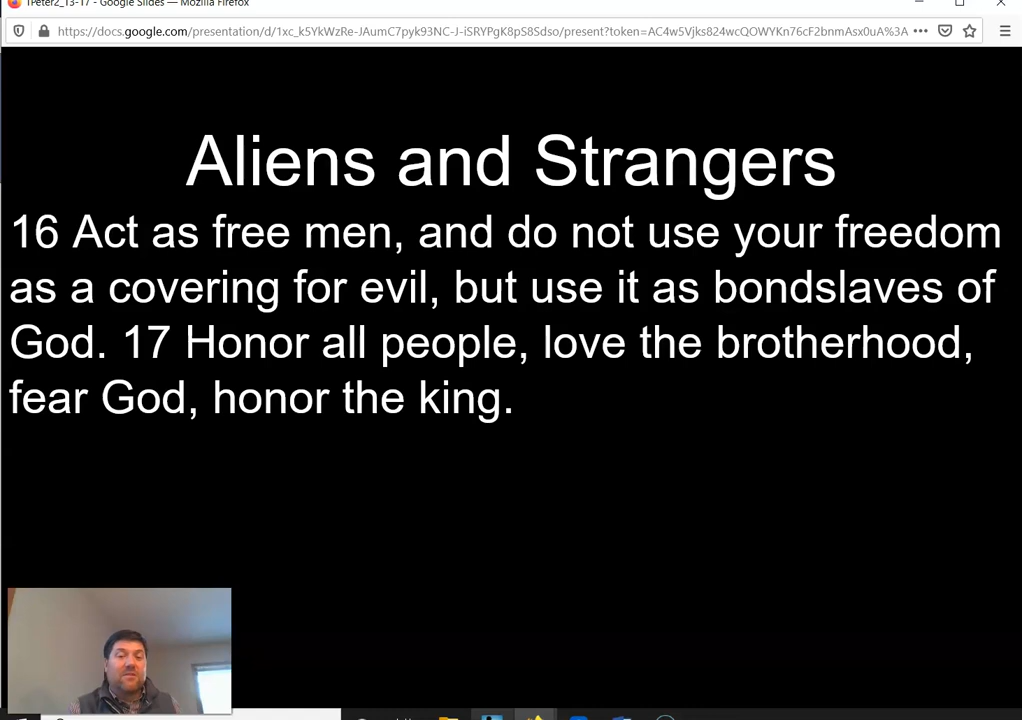 1Peter2_13-17 - Google Slides — Mozilla Firefox
https://docs.google.com/presentation/d/1xc_k5YkWzRe-JAumC7pyk93NC-J-iSRYPgK8pS8Sdso/present?token=AC4w5Vjks824wcQOWYKn76cF2bnmAsx0uA%3A
Aliens and Strangers
16 Act as free men, and do not use your freedom
as a covering for evil, but use it as bondslaves of
God. 17 Honor all people, love the brotherhood,
fear God, honor the king.